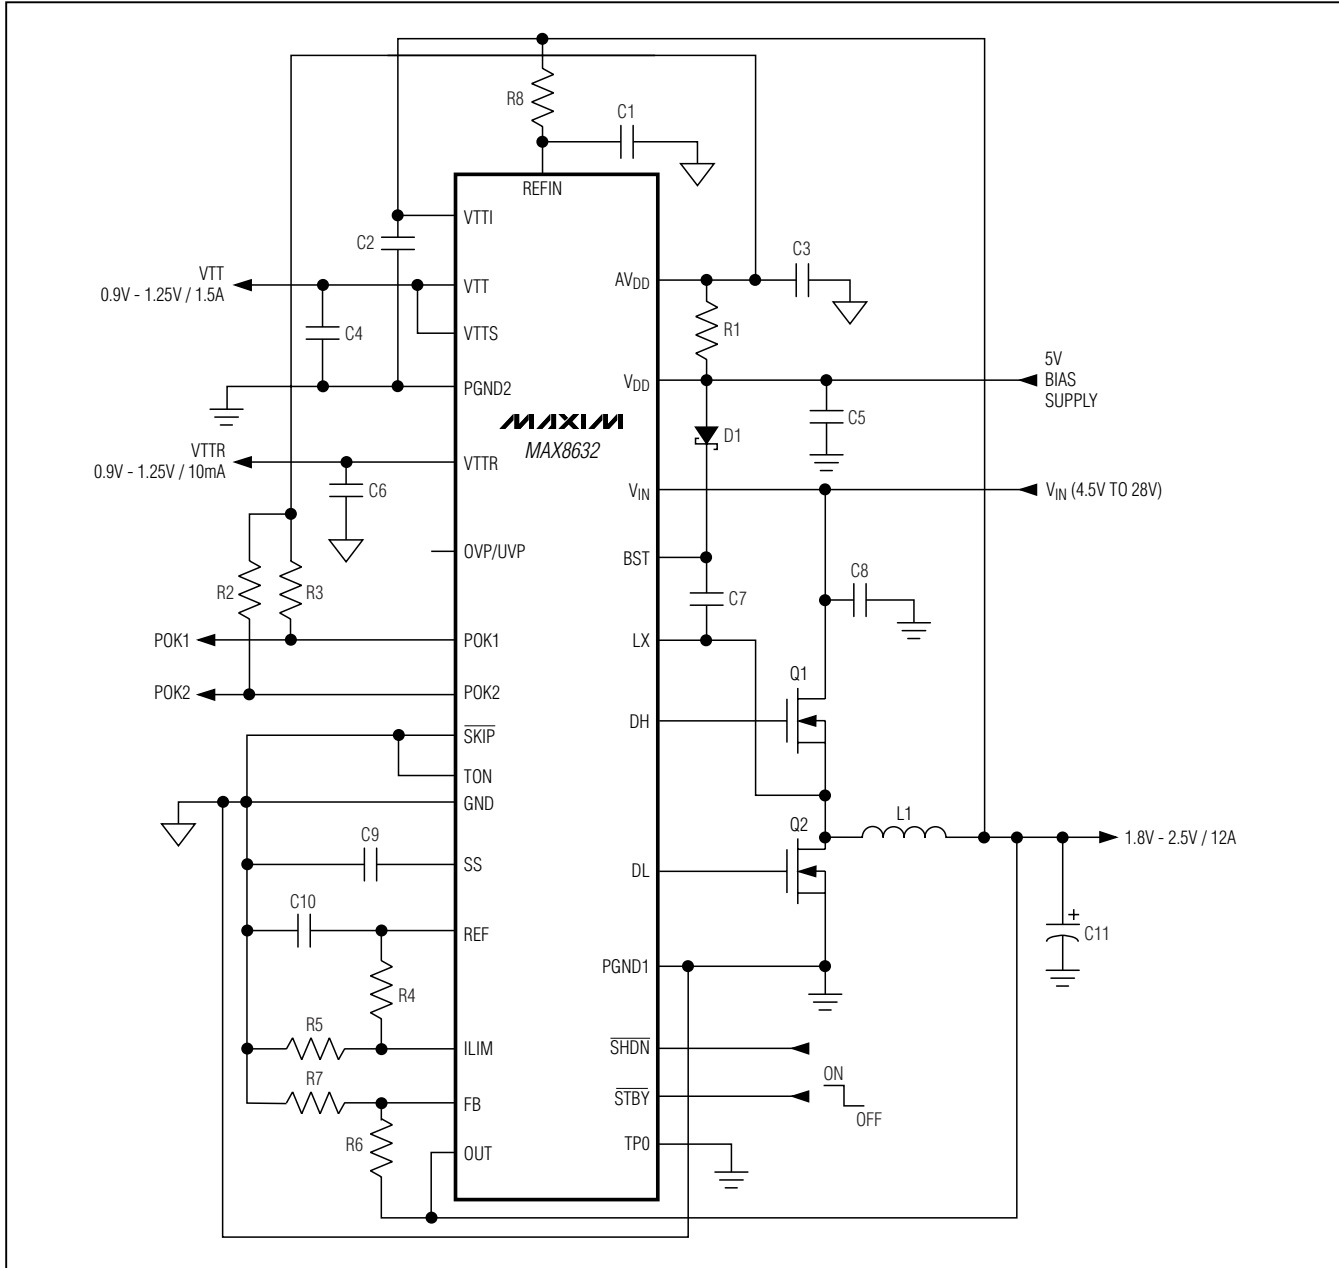 R8
C1
REFIN
VTTI
C2
C3
VTT
0.9V - 1.25V / 1.5A
VTT
AVDD
C4
R1
VTTS
5V
BIAS
SUPPLY
PGND2
VDD
C5
MAXIM
MAX8632
D1
VTTR
0.9V - 1.25V / 10mA
VTTR
C6
VIN
VIN (4.5V TO 28V)
OVP/UVP
BST
R2
R3
C7
C8
POK1
POK1
LX
Q1
POK2
POK2
DH
SKIP
TON
GND
L1
Q2
1.8V - 2.5V / 12A
C9
SS
DL
C10
REF
C11
PGND1
R4
R5
ILIM
SHDN
R7
ON
OFF
FB
STBY
R6
OUT
TP0